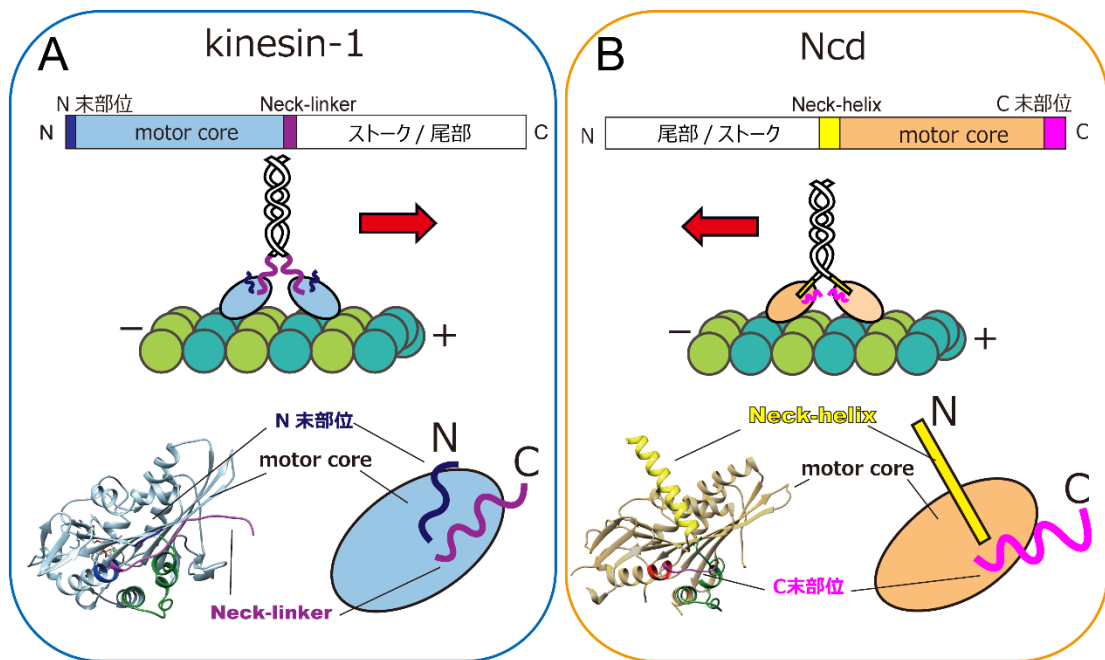 A
kinesin-1
N 末部位
Neck-linker
N
motor core
ストーク / 尾部
C
−
+
N 末部位
motor core
N
C
Neck-linker
B
Ncd
Neck-helix
C 末部位
N
尾部 / ストーク
motor core
C
−
+
Neck-helix
N
motor core
C
C末部位